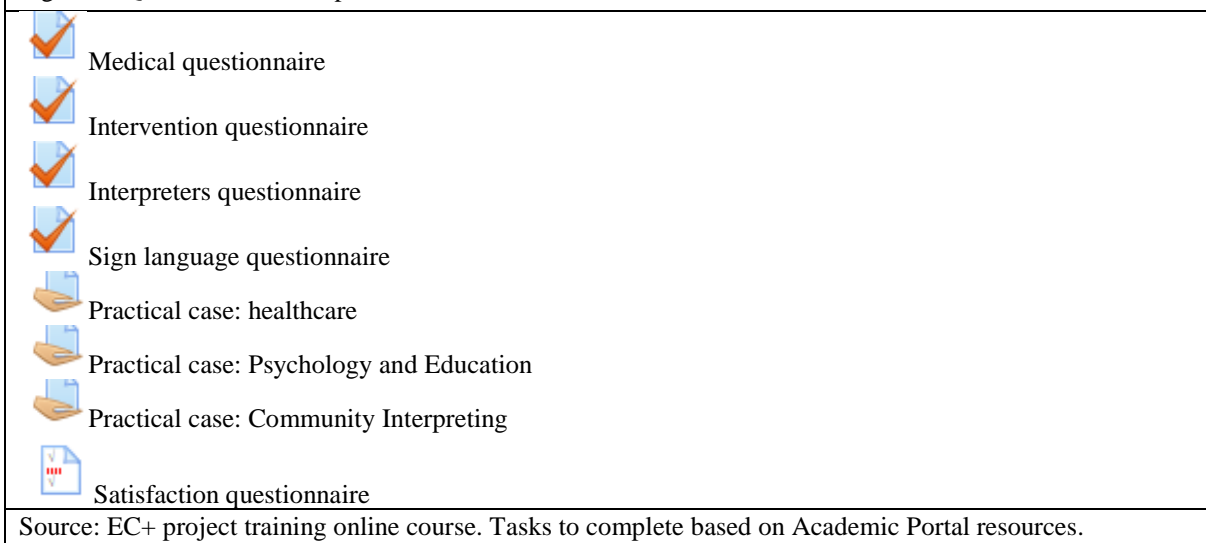 Medical questionnaire
Intervention questionnaire
Interpreters questionnaire
Sign language questionnaire
Practical case: healthcare
Practical case: Psychology and Education
Practical case: Community Interpreting
Satisfaction questionnaire
Source: EC+ project training online course. Tasks to complete based on Academic Portal resources.